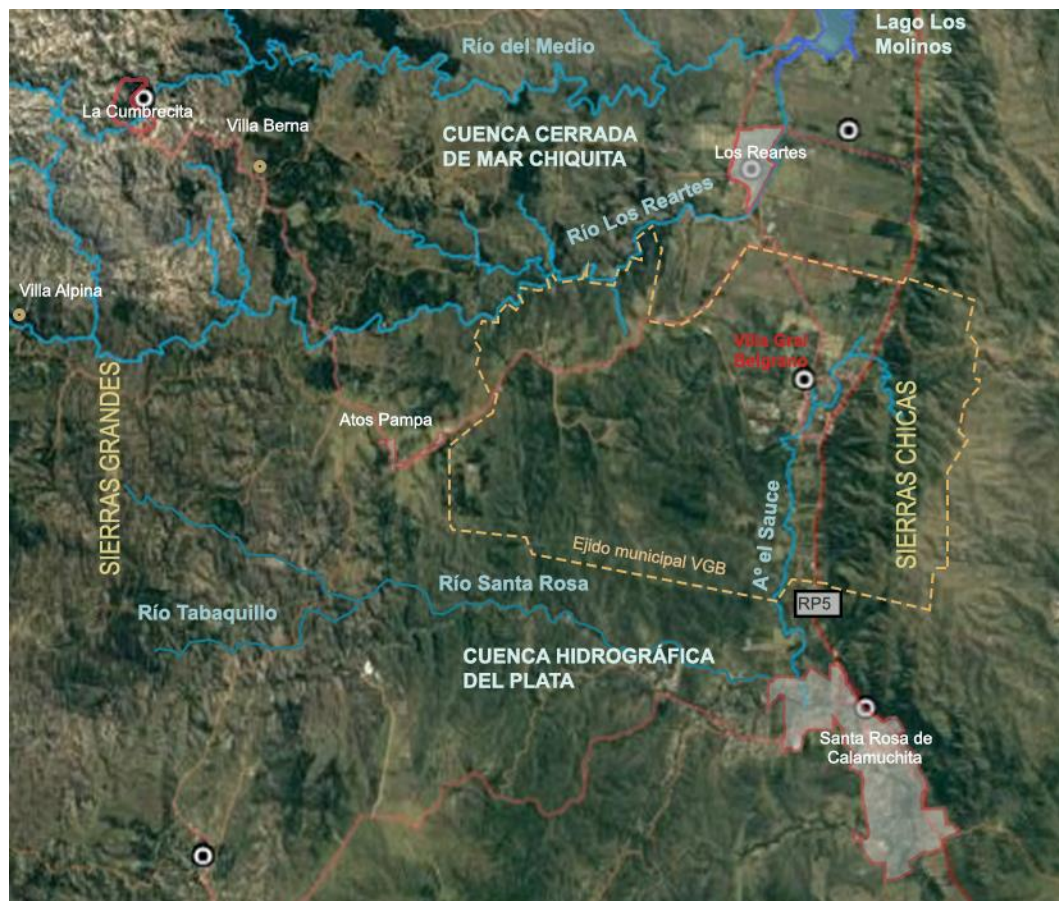 Lago Los
Molinos
Río del Medio
La Cumbrecita
Villa Berna
CUENCA CERRADA
DE MAR CHIQUITA
Los Reartes
Río Los Reartes
Villa Alpina
Villa Gral
Belgrano
SIERRAS GRANDES
Atos Pampa
SIERRAS CHICAS
Aº el Sauce
Ejido municipal VGB
Río Santa Rosa
Río Tabaquillo
RP5
CUENCA HIDROGRÁFICA
DEL PLATA
Santa Rosa de
Calamuchita